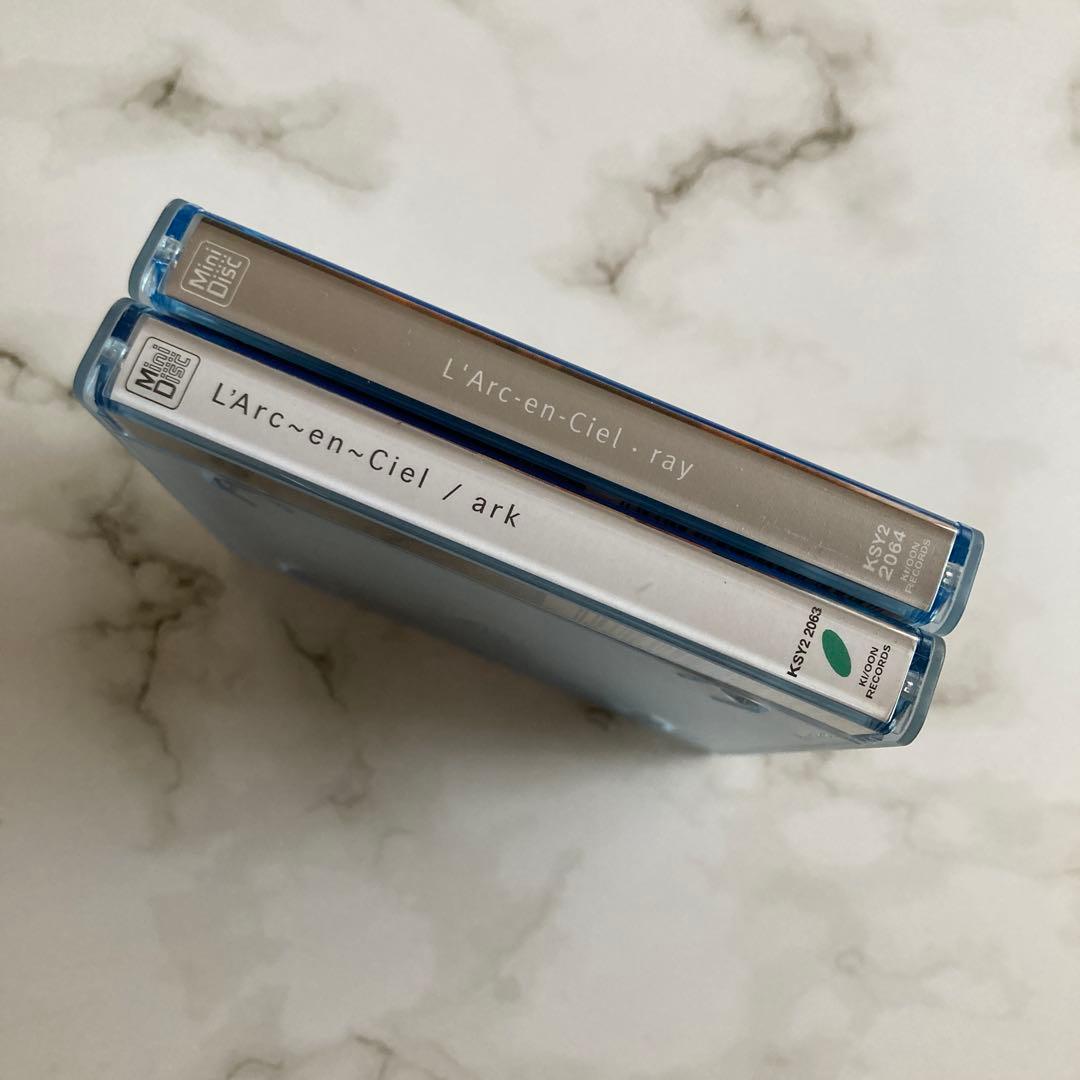 Mini
Disc
L'Arc-en-Ciel · ray
KSY2
2064
KI/OON
RECORDS
Mini
Disc
L'Arc~en~Ciel / ark
KSY2 2063
KI/OON
RECORDS